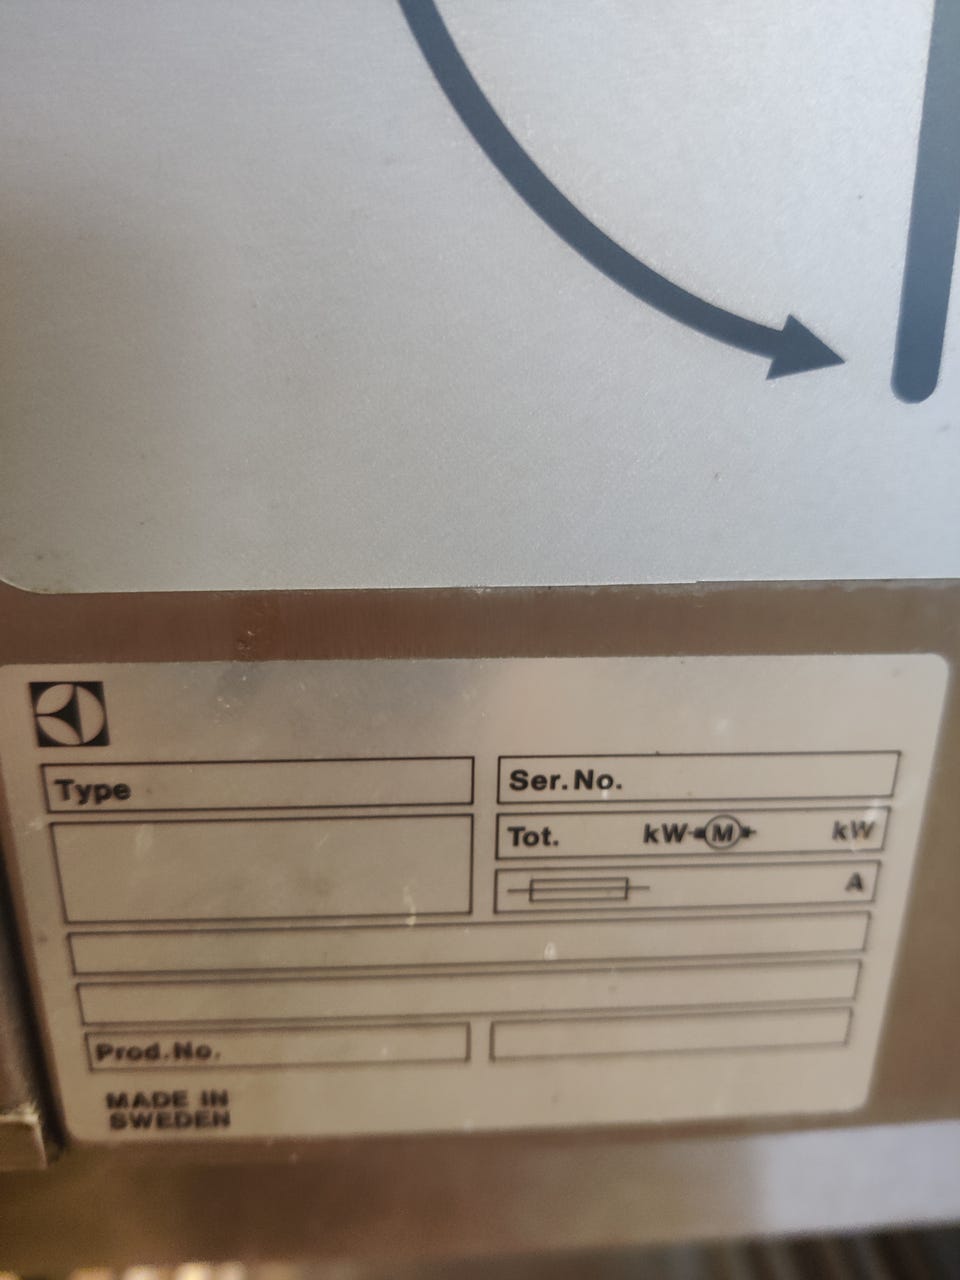 Type
Ser.No.
Tot. kW M kW
A
Prod.No.
MADE IN
SWEDEN